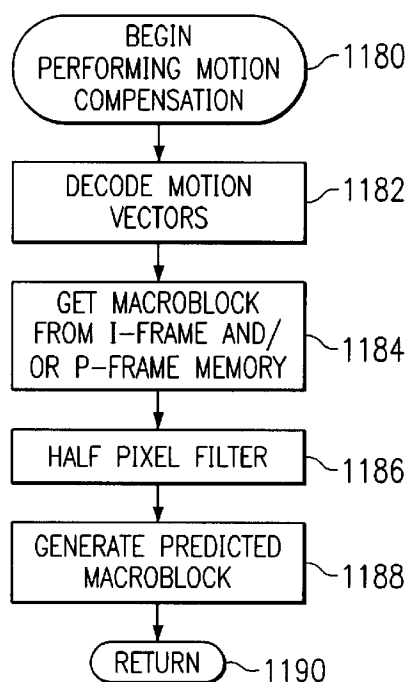 BEGIN
PERFORMING MOTION
COMPENSATION
1180
DECODE MOTION
VECTORS
1182
GET MACROBLOCK
FROM I-FRAME AND/
OR P-FRAME MEMORY
1184
HALF PIXEL FILTER
1186
GENERATE PREDICTED
MACROBLOCK
1188
RETURN
1190